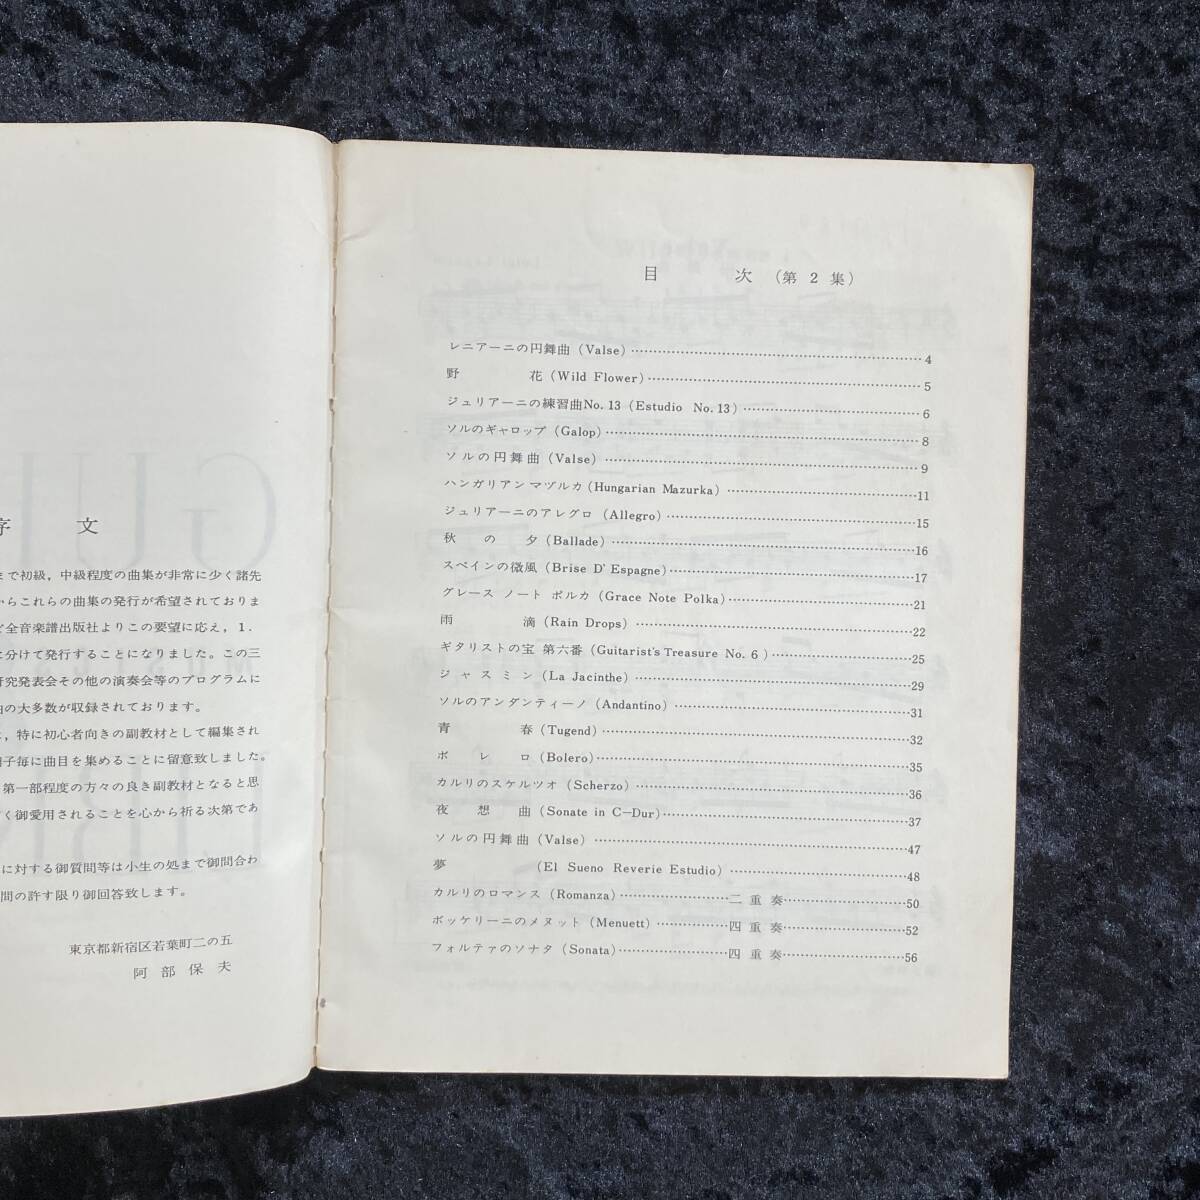 序 文
まで初級，中級程度の曲集が非常に少く諸先
からこれらの曲集の発行が希望されておりま
ど全音楽譜出版社よりこの要望に応え，1．
に分けて発行することになりました。この三
研究発表会その他の演奏会等のプログラムに
曲の大多数が収録されております。
は，特に初心者向きの副教材として編集され
調子毎に曲目を集めることに留意致しました。
第一部程度の方々の良き副教材となると思
く御愛用されることを心から祈る次第であ
に対する御質問等は小生の処まで御問合わ
間の許す限り御回答致します。
東京都新宿区若葉町二の五
阿部保夫
目 次（第 2 集）
レニアーニの円舞曲（Valse）……4
野 花（Wild Flower）……5
ジュリアーニの練習曲No. 13（Estudio No. 13）……6
ソルのギャロップ（Galop）……8
ソルの円舞曲（Valse）……9
ハンガリアンマヅルカ（Hungarian Mazurka）……11
ジュリアーニのアレグロ（Allegro）……15
秋の夕（Ballade）……16
スペインの微風（Brise D' Espagne）……17
グレース ノート ポルカ（Grace Note Polka）……21
雨 滴（Rain Drops）……22
ギタリストの宝 第六番（Guitarist's Treasure No. 6）……25
ジャスミン（La Jacinthe）……29
ソルのアンダンティーノ（Andantino）……31
青 春（Tugend）……32
ボレロ（Bolero）……35
カルリのスケルツオ（Scherzo）……36
夜想曲（Sonate in C-Dur）……37
ソルの円舞曲（Valse）……47
夢（El Sueno Reverie Estudio）……48
カルリのロマンス（Romanza）……二重奏……50
ボッケリーニのメヌット（Menuett）……四重奏……52
フォルテァのソナタ（Sonata）……四重奏……56